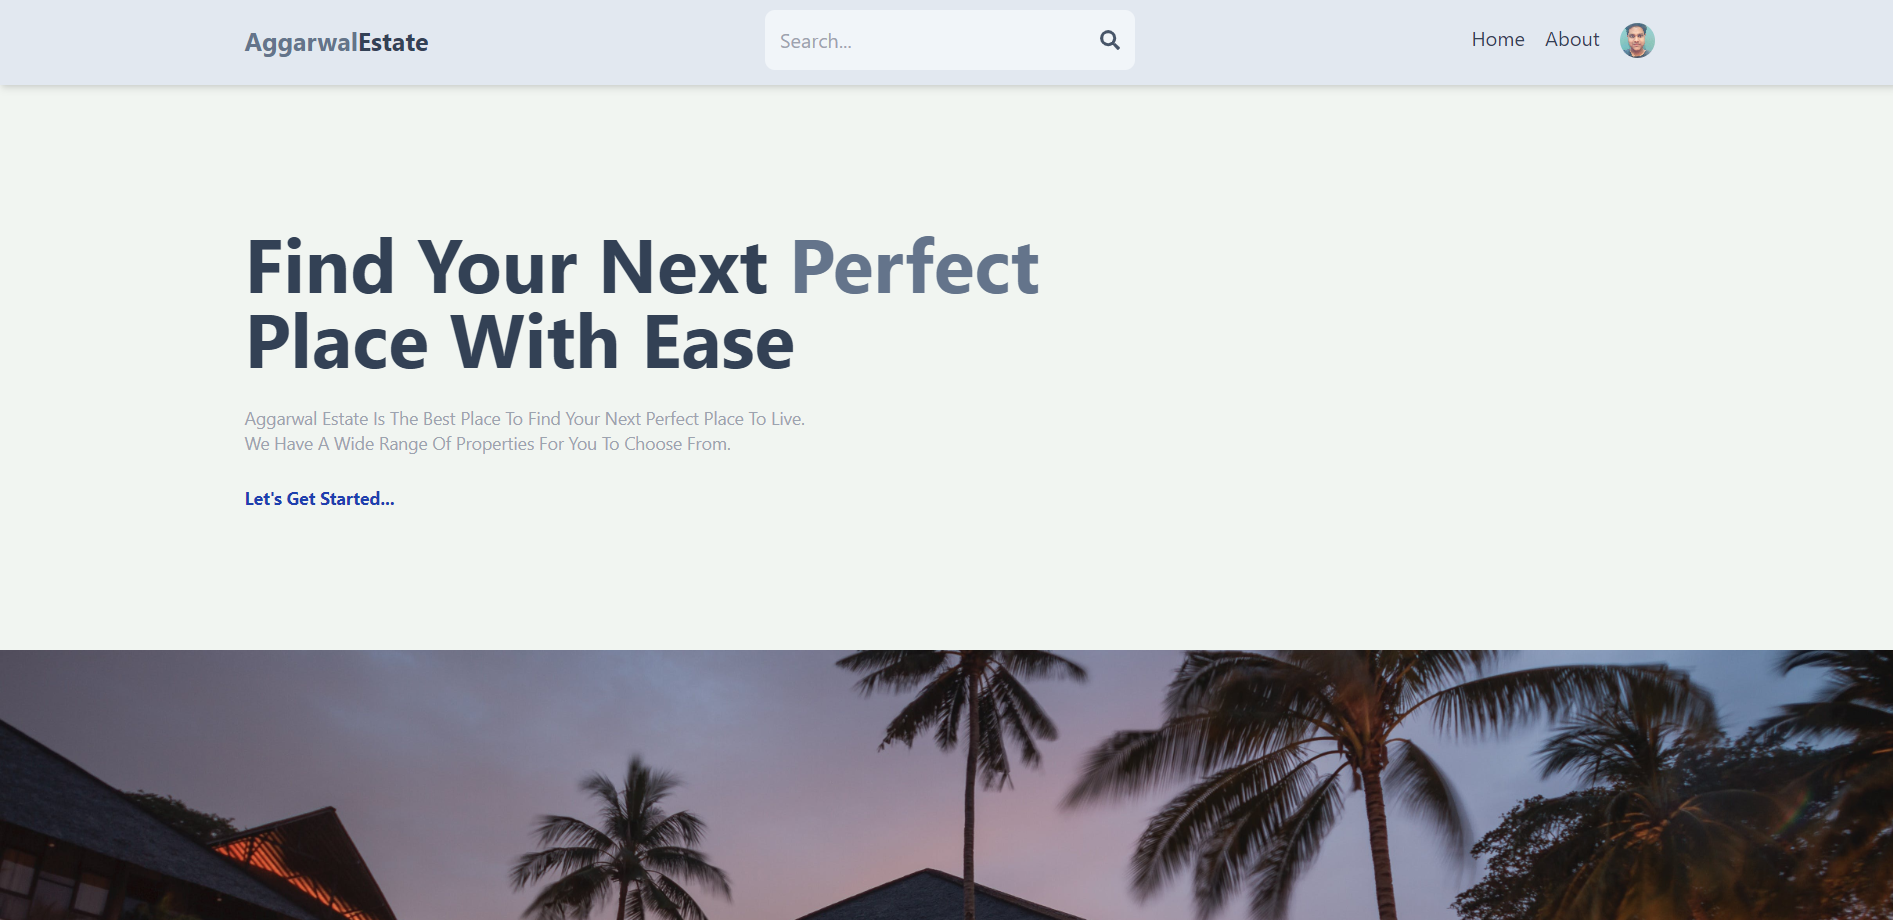 AggarwalEstate
Search...
Home
About
Find Your Next Perfect
Place With Ease
Aggarwal Estate Is The Best Place To Find Your Next Perfect Place To Live.
We Have A Wide Range Of Properties For You To Choose From.
Let's Get Started...